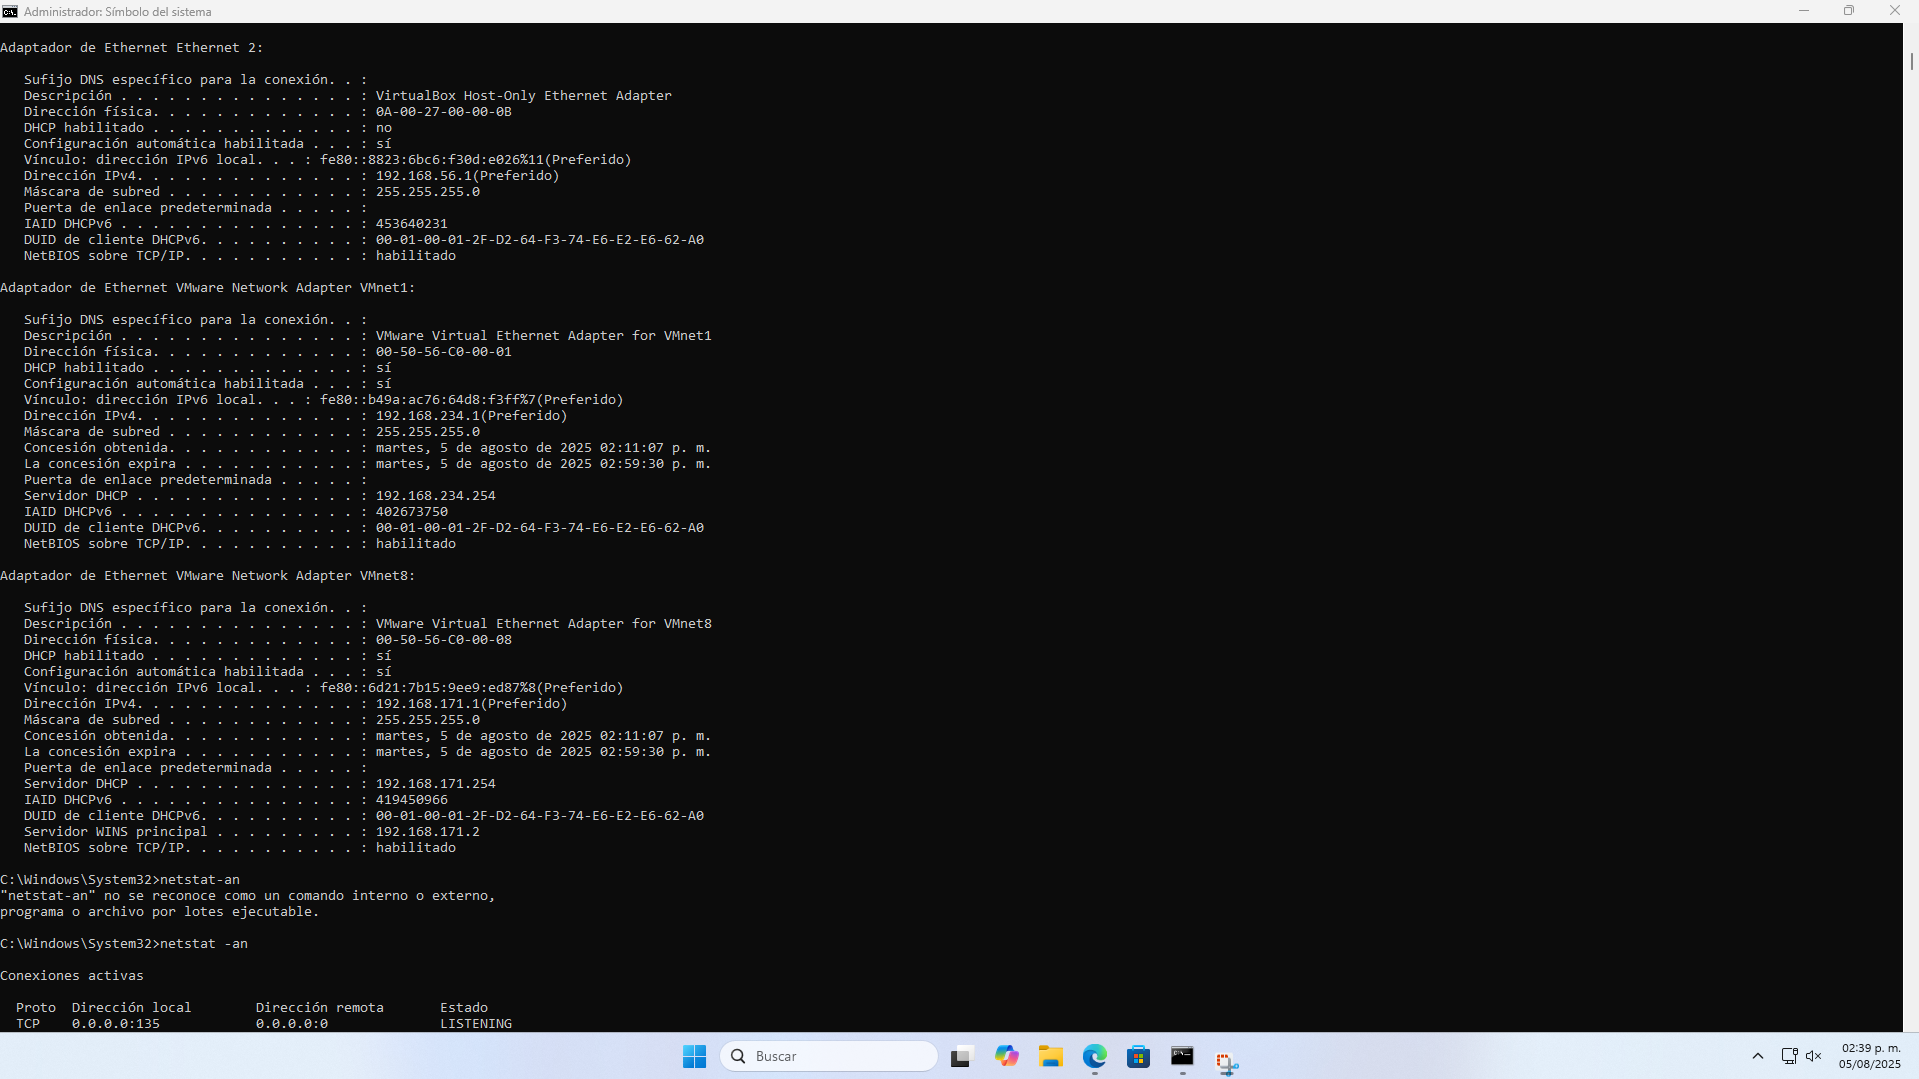 Administrador: Símbolo del sistema
Adaptador de Ethernet Ethernet 2:
Sufijo DNS específico para la conexión. . :
Descripción . . . . . . . . . . . . . . . : VirtualBox Host-Only Ethernet Adapter
Dirección física. . . . . . . . . . . . . : 0A-00-27-00-00-0B
DHCP habilitado . . . . . . . . . . . . . : no
Configuración automática habilitada . . . : sí
Vínculo: dirección IPv6 local. . . : fe80::8823:6bc6:f30d:e026%11(Preferido)
Dirección IPv4. . . . . . . . . . . . . . : 192.168.56.1(Preferido)
Máscara de subred . . . . . . . . . . . . : 255.255.255.0
Puerta de enlace predeterminada . . . . . :
IAID DHCPv6 . . . . . . . . . . . . . . . : 453640231
DUID de cliente DHCPv6. . . . . . . . . . : 00-01-00-01-2F-D2-64-F3-74-E6-E2-E6-62-A0
NetBIOS sobre TCP/IP. . . . . . . . . . . : habilitado
Adaptador de Ethernet VMware Network Adapter VMnet1:
Sufijo DNS específico para la conexión. . :
Descripción . . . . . . . . . . . . . . . : VMware Virtual Ethernet Adapter for VMnet1
Dirección física. . . . . . . . . . . . . : 00-50-56-C0-00-01
DHCP habilitado . . . . . . . . . . . . . : sí
Configuración automática habilitada . . . : sí
Vínculo: dirección IPv6 local. . . : fe80::b49a:ac76:64d8:f3ff%7(Preferido)
Dirección IPv4. . . . . . . . . . . . . . : 192.168.234.1(Preferido)
Máscara de subred . . . . . . . . . . . . : 255.255.255.0
Concesión obtenida. . . . . . . . . . . . : martes, 5 de agosto de 2025 02:11:07 p. m.
La concesión expira . . . . . . . . . . . : martes, 5 de agosto de 2025 02:59:30 p. m.
Puerta de enlace predeterminada . . . . . :
Servidor DHCP . . . . . . . . . . . . . . : 192.168.234.254
IAID DHCPv6 . . . . . . . . . . . . . . . : 402673750
DUID de cliente DHCPv6. . . . . . . . . . : 00-01-00-01-2F-D2-64-F3-74-E6-E2-E6-62-A0
NetBIOS sobre TCP/IP. . . . . . . . . . . : habilitado
Adaptador de Ethernet VMware Network Adapter VMnet8:
Sufijo DNS específico para la conexión. . :
Descripción . . . . . . . . . . . . . . . : VMware Virtual Ethernet Adapter for VMnet8
Dirección física. . . . . . . . . . . . . : 00-50-56-C0-00-08
DHCP habilitado . . . . . . . . . . . . . : sí
Configuración automática habilitada . . . : sí
Vínculo: dirección IPv6 local. . . : fe80::6d21:7b15:9ee9:ed87%8(Preferido)
Dirección IPv4. . . . . . . . . . . . . . : 192.168.171.1(Preferido)
Máscara de subred . . . . . . . . . . . . : 255.255.255.0
Concesión obtenida. . . . . . . . . . . . : martes, 5 de agosto de 2025 02:11:07 p. m.
La concesión expira . . . . . . . . . . . : martes, 5 de agosto de 2025 02:59:30 p. m.
Puerta de enlace predeterminada . . . . . :
Servidor DHCP . . . . . . . . . . . . . . : 192.168.171.254
IAID DHCPv6 . . . . . . . . . . . . . . . : 419450966
DUID de cliente DHCPv6. . . . . . . . . . : 00-01-00-01-2F-D2-64-F3-74-E6-E2-E6-62-A0
Servidor WINS principal . . . . . . . . . : 192.168.171.2
NetBIOS sobre TCP/IP. . . . . . . . . . . : habilitado
C:\Windows\System32>netstat-an
"netstat-an" no se reconoce como un comando interno o externo,
programa o archivo por lotes ejecutable.
C:\Windows\System32>netstat -an
Conexiones activas
Proto  Dirección local        Dirección remota       Estado
TCP    0.0.0.0:135            0.0.0.0:0              LISTENING
Buscar
02:39 p. m.
05/08/2025